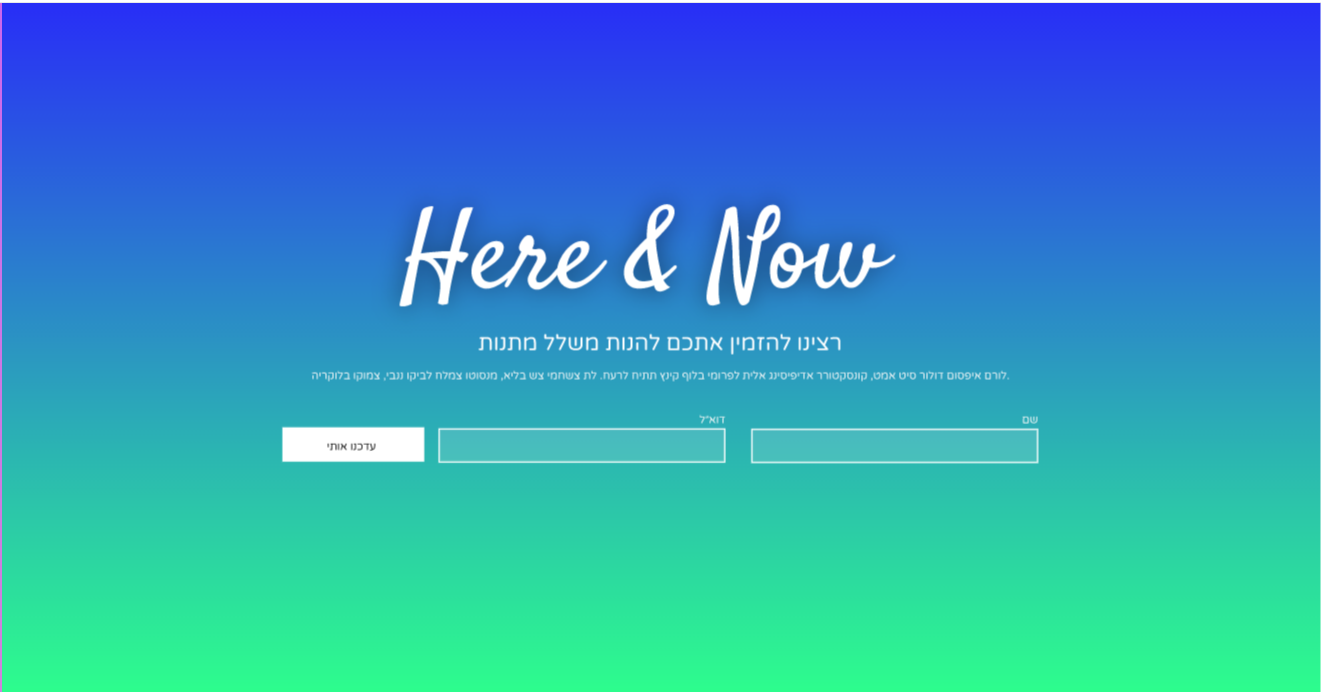 Here & Now
רצינו להזמין אתכם להנות משלל מתנות
לורם איפסום דולור סיט אמט, קונסקטורר אדיפיסינג אלית לפרומי בלוף קינץ תתיח לרעח. לת צשחמי צש בליא, מנסוטו צמלח לביקו ננבי, צמוקו בלוקריה.
שם
דוא״ל
עדכנו אותי